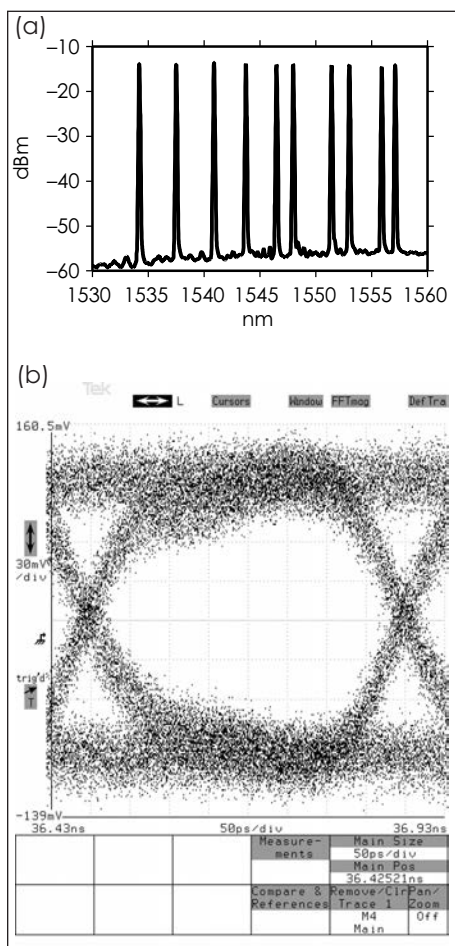 (a)
−10
−20
−30
−40
−50
−60
dBm
1530 1535 1540 1545 1550 1555 1560
nm
(b)
Tek
L Cursors Window FFTmag DefTra
160.5mV
30mV
/div
trig'd
T
−139mV
36.43ns 50ps/div 36.93ns
Measure-
ments
Main Size
50ps/div
Main Pos
36.42521ns
Compare &
References
Remove/Clr
Trace 1
M4
Main
Pan/
Zoom
Off